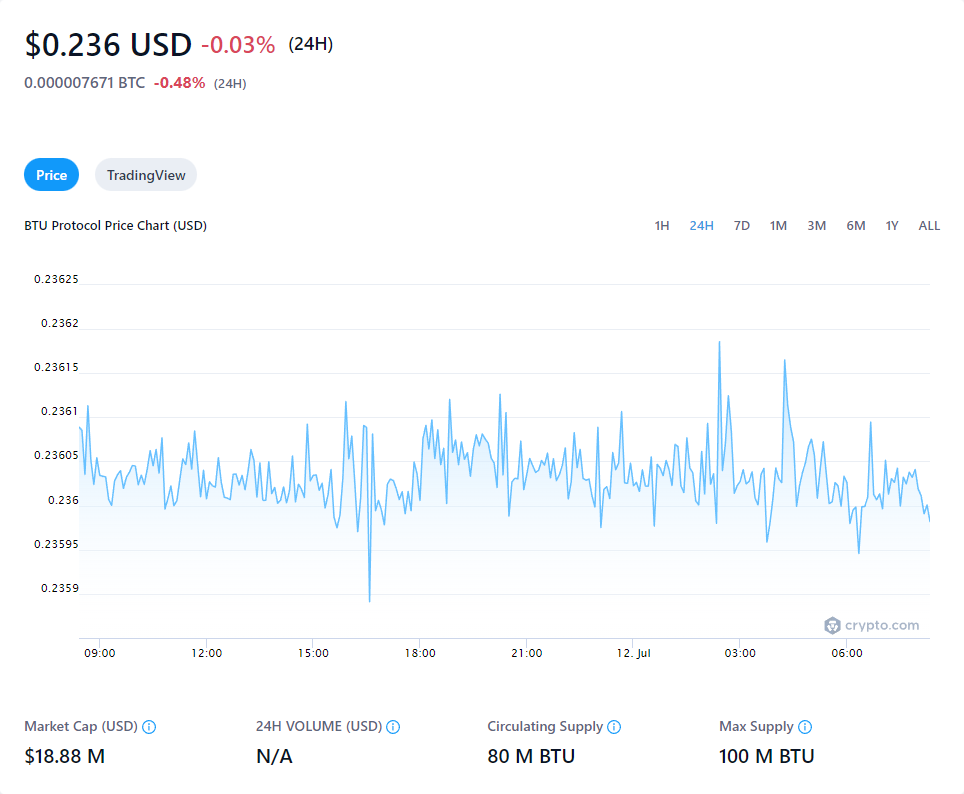 $0.236 USD -0.03% (24H)
0.000007671 BTC -0.48% (24H)
Price TradingView
BTU Protocol Price Chart (USD) 1H 24H 7D 1M 3M 6M 1Y ALL
0.23625
0.2362
0.23615
0.2361
0.23605
0.236
0.23595
0.2359
crypto.com
09:00 12:00 15:00 18:00 21:00 12. Jul 03:00 06:00
Market Cap (USD) 24H VOLUME (USD) Circulating Supply Max Supply
$18.88 M N/A 80 M BTU 100 M BTU